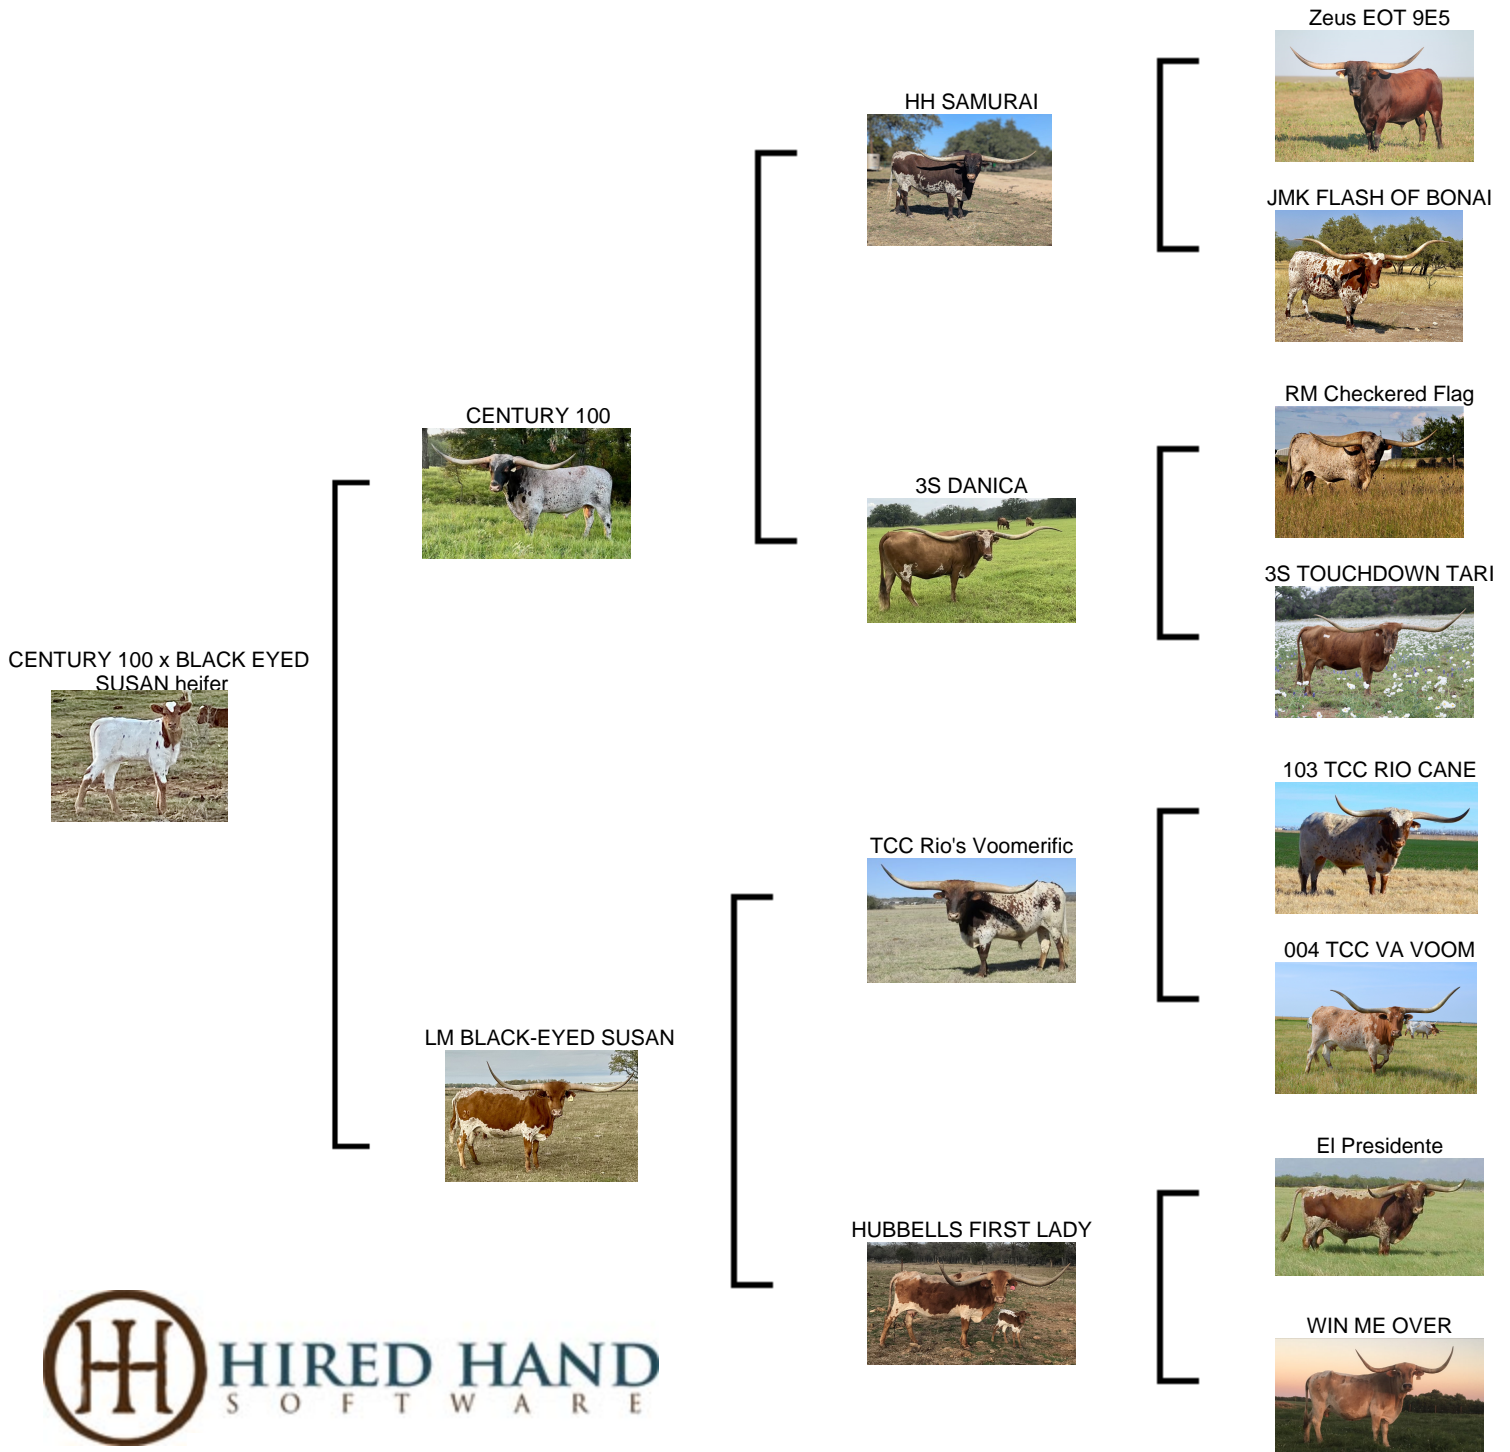 Zeus EOT 9E5
HH SAMURAI
JMK FLASH OF BONAI
CENTURY 100
RM Checkered Flag
3S DANICA
3S TOUCHDOWN TARI
CENTURY 100 x BLACK EYED
SUSAN heifer
103 TCC RIO CANE
TCC Rio's Voomerific
004 TCC VA VOOM
LM BLACK-EYED SUSAN
El Presidente
HUBBELLS FIRST LADY
WIN ME OVER
HIRED HAND
SOFTWARE